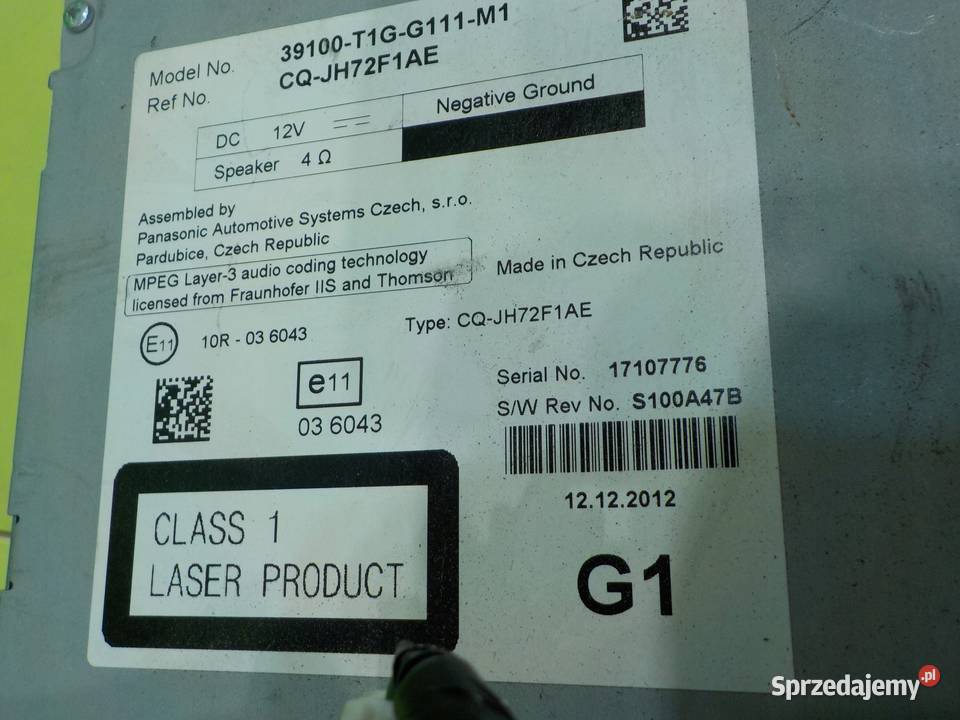 Model No. 39100-T1G-G111-M1
Ref No. CQ-JH72F1AE
DC 12V
Negative Ground
Speaker 4 Ω
Assembled by
Panasonic Automotive Systems Czech, s.r.o.
Pardubice, Czech Republic
MPEG Layer-3 audio coding technology
licensed from Fraunhofer IIS and Thomson
Made in Czech Republic
E11 10R - 03 6043
Type: CQ-JH72F1AE
e11
03 6043
Serial No. 17107776
S/W Rev No. S100A47B
12.12.2012
CLASS 1
LASER PRODUCT
G1
Sprzedajemy.pl